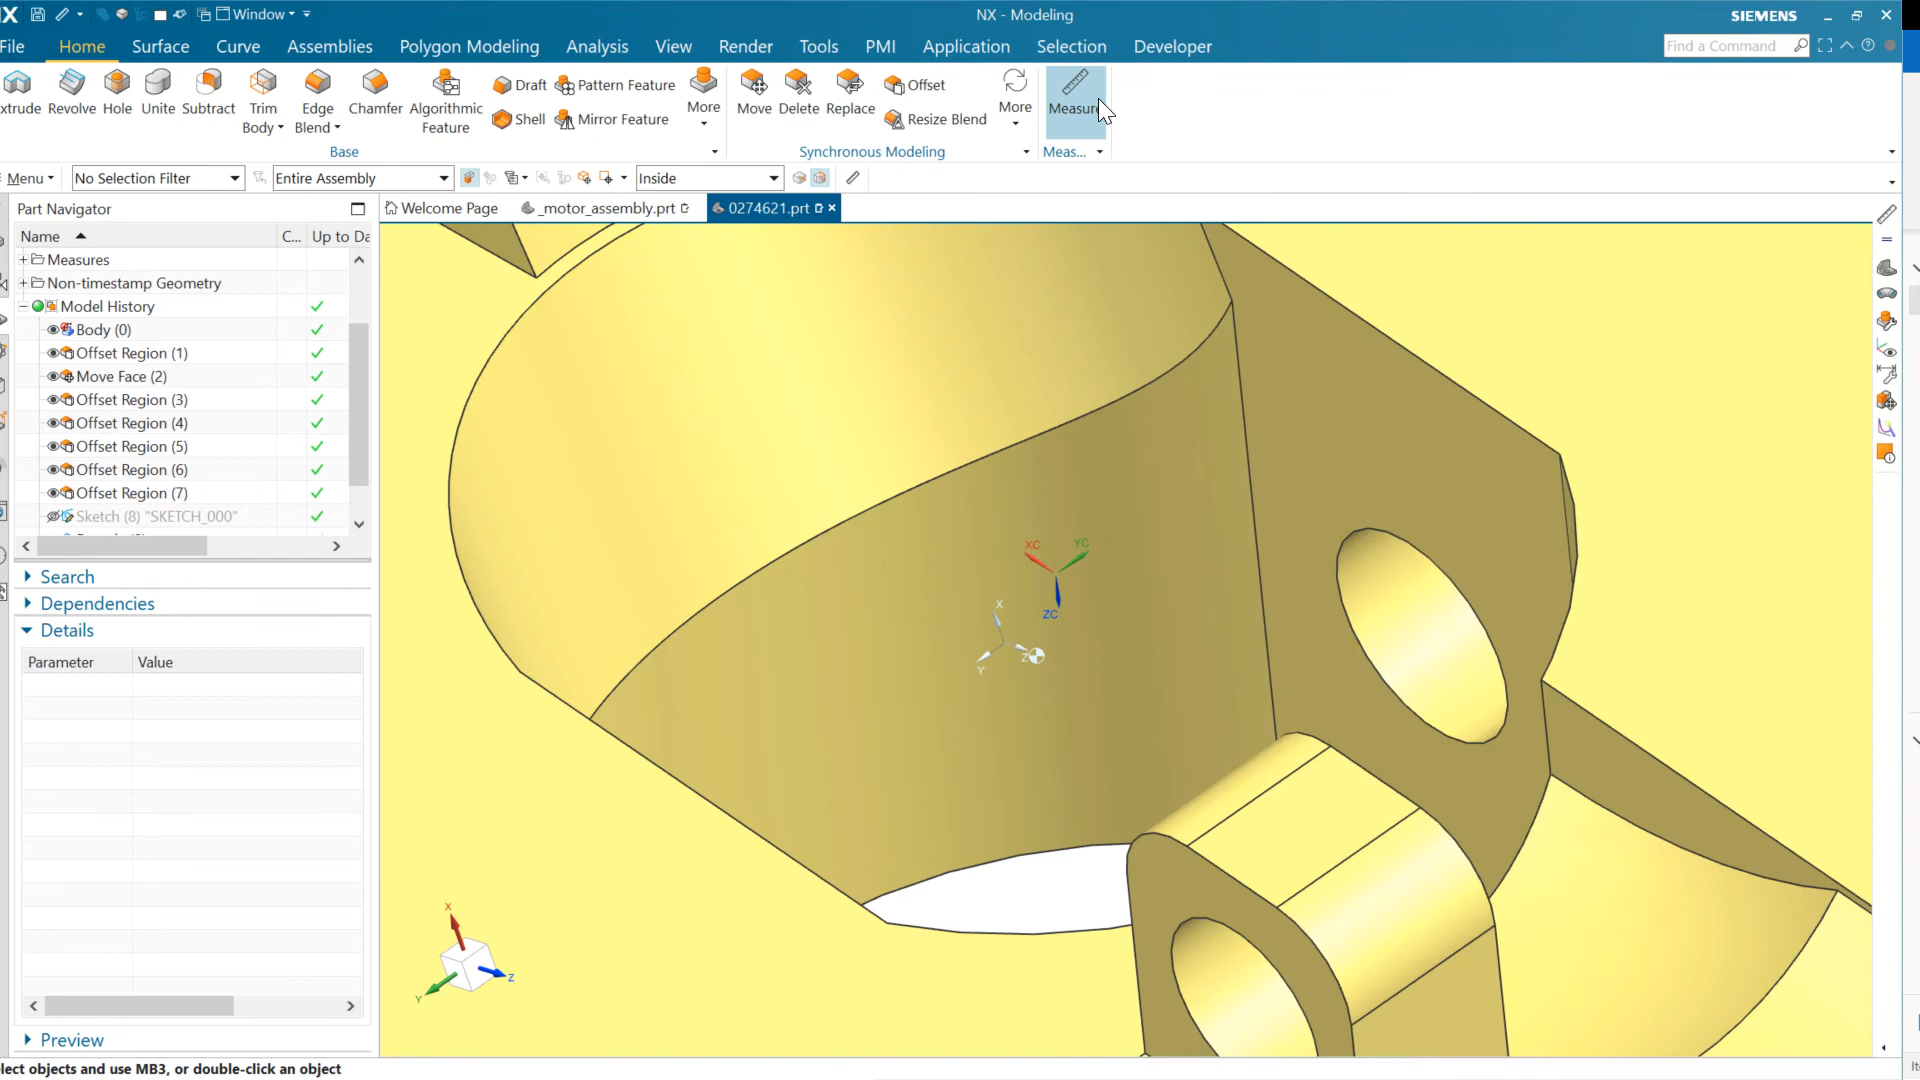 NX Window NX - Modeling SIEMENS
File Home Surface Curve Assemblies Polygon Modeling Analysis View Render Tools PMI Application Selection Developer Find a Command
xtrude Revolve Hole Unite Subtract Trim Body Edge Blend Chamfer Algorithmic Feature Draft Pattern Feature Shell Mirror Feature More Move Delete Replace Offset Resize Blend More Measure
Base Synchronous Modeling Meas...
Menu No Selection Filter Entire Assembly Inside
Part Navigator Welcome Page _motor_assembly.prt 0274621.prt
Name C... Up to Da
Measures
Non-timestamp Geometry
Model History
Body (0)
Offset Region (1)
Move Face (2)
Offset Region (3)
Offset Region (4)
Offset Region (5)
Offset Region (6)
Offset Region (7)
Sketch (8) "SKETCH_000"
XC YC
ZC
X
Y Z
Search
Dependencies
Details
Parameter Value
X
Y Z
Preview
lect objects and use MB3, or double-click an object